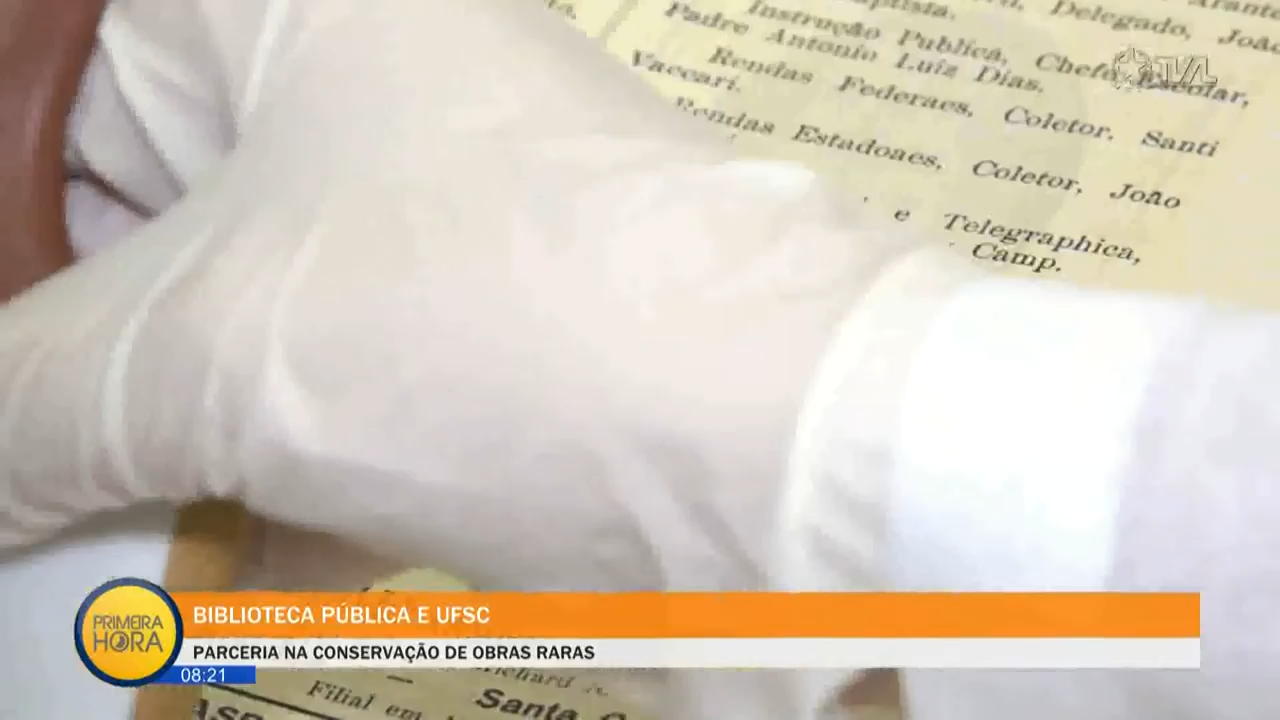 Delegado, João
Instrucção Publica, Chefe Escolar,
Padre Antonio Luiz Dias.
Rendas Federaes, Coletor, Santi
Vaccari.
Rendas Estadoaes, Coletor, João
e Telegraphica,
Camp.
TVAL
BIBLIOTECA PÚBLICA E UFSC
PRIMEIRA
HORA
PARCERIA NA CONSERVAÇÃO DE OBRAS RARAS
08:21
Filial em
Santa